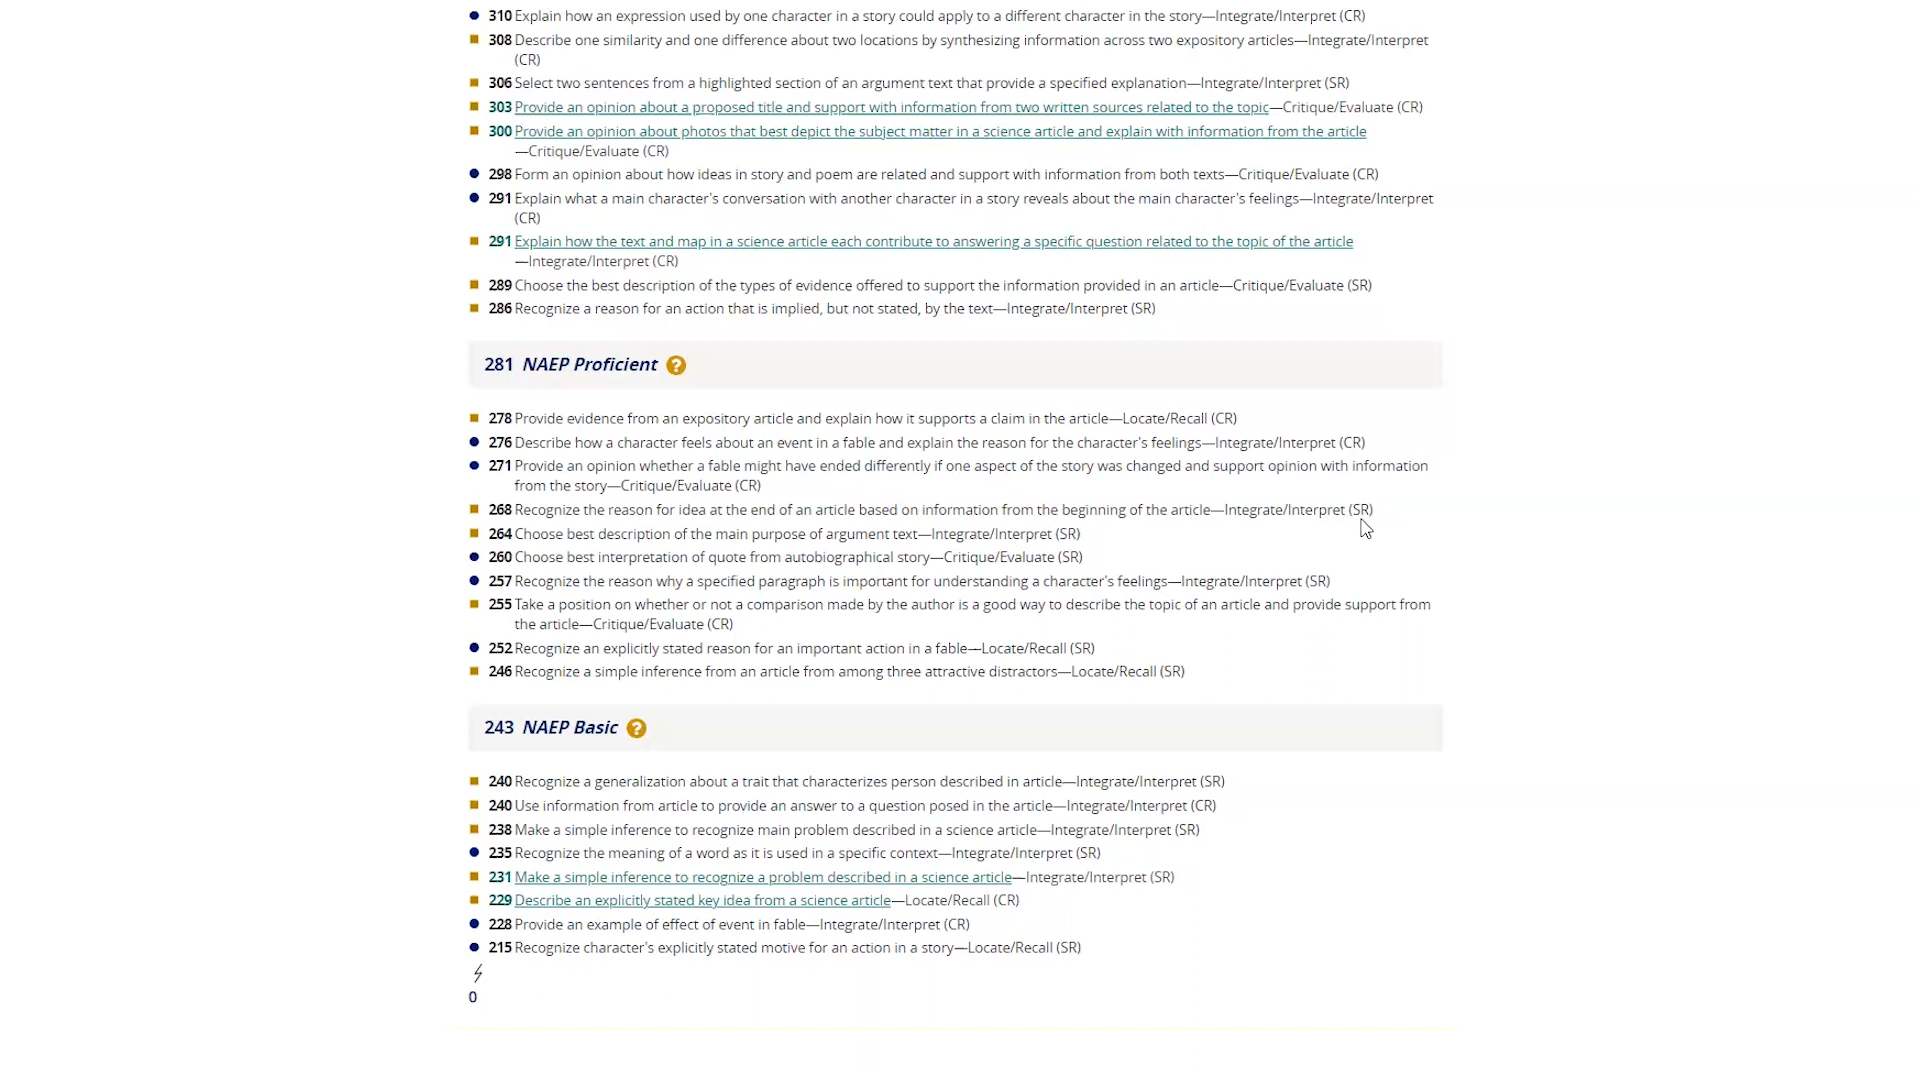 310 Explain how an expression used by one character in a story could apply to a different character in the story—Integrate/Interpret (CR)
308 Describe one similarity and one difference about two locations by synthesizing information across two expository articles—Integrate/Interpret
(CR)
306 Select two sentences from a highlighted section of an argument text that provide a specified explanation—Integrate/Interpret (SR)
303 Provide an opinion about a proposed title and support with information from two written sources related to the topic—Critique/Evaluate (CR)
300 Provide an opinion about photos that best depict the subject matter in a science article and explain with information from the article
—Critique/Evaluate (CR)
298 Form an opinion about how ideas in story and poem are related and support with information from both texts—Critique/Evaluate (CR)
291 Explain what a main character's conversation with another character in a story reveals about the main character's feelings—Integrate/Interpret
(CR)
291 Explain how the text and map in a science article each contribute to answering a specific question related to the topic of the article
—Integrate/Interpret (CR)
289 Choose the best description of the types of evidence offered to support the information provided in an article—Critique/Evaluate (SR)
286 Recognize a reason for an action that is implied, but not stated, by the text—Integrate/Interpret (SR)
281 NAEP Proficient ?
278 Provide evidence from an expository article and explain how it supports a claim in the article—Locate/Recall (CR)
276 Describe how a character feels about an event in a fable and explain the reason for the character's feelings—Integrate/Interpret (CR)
271 Provide an opinion whether a fable might have ended differently if one aspect of the story was changed and support opinion with information
from the story—Critique/Evaluate (CR)
268 Recognize the reason for idea at the end of an article based on information from the beginning of the article—Integrate/Interpret (SR)
264 Choose best description of the main purpose of argument text—Integrate/Interpret (SR)
260 Choose best interpretation of quote from autobiographical story—Critique/Evaluate (SR)
257 Recognize the reason why a specified paragraph is important for understanding a character's feelings—Integrate/Interpret (SR)
255 Take a position on whether or not a comparison made by the author is a good way to describe the topic of an article and provide support from
the article—Critique/Evaluate (CR)
252 Recognize an explicitly stated reason for an important action in a fable—Locate/Recall (SR)
246 Recognize a simple inference from an article from among three attractive distractors—Locate/Recall (SR)
243 NAEP Basic ?
240 Recognize a generalization about a trait that characterizes person described in article—Integrate/Interpret (SR)
240 Use information from article to provide an answer to a question posed in the article—Integrate/Interpret (CR)
238 Make a simple inference to recognize main problem described in a science article—Integrate/Interpret (SR)
235 Recognize the meaning of a word as it is used in a specific context—Integrate/Interpret (SR)
231 Make a simple inference to recognize a problem described in a science article—Integrate/Interpret (SR)
229 Describe an explicitly stated key idea from a science article—Locate/Recall (CR)
228 Provide an example of effect of event in fable—Integrate/Interpret (CR)
215 Recognize character's explicitly stated motive for an action in a story—Locate/Recall (SR)
0